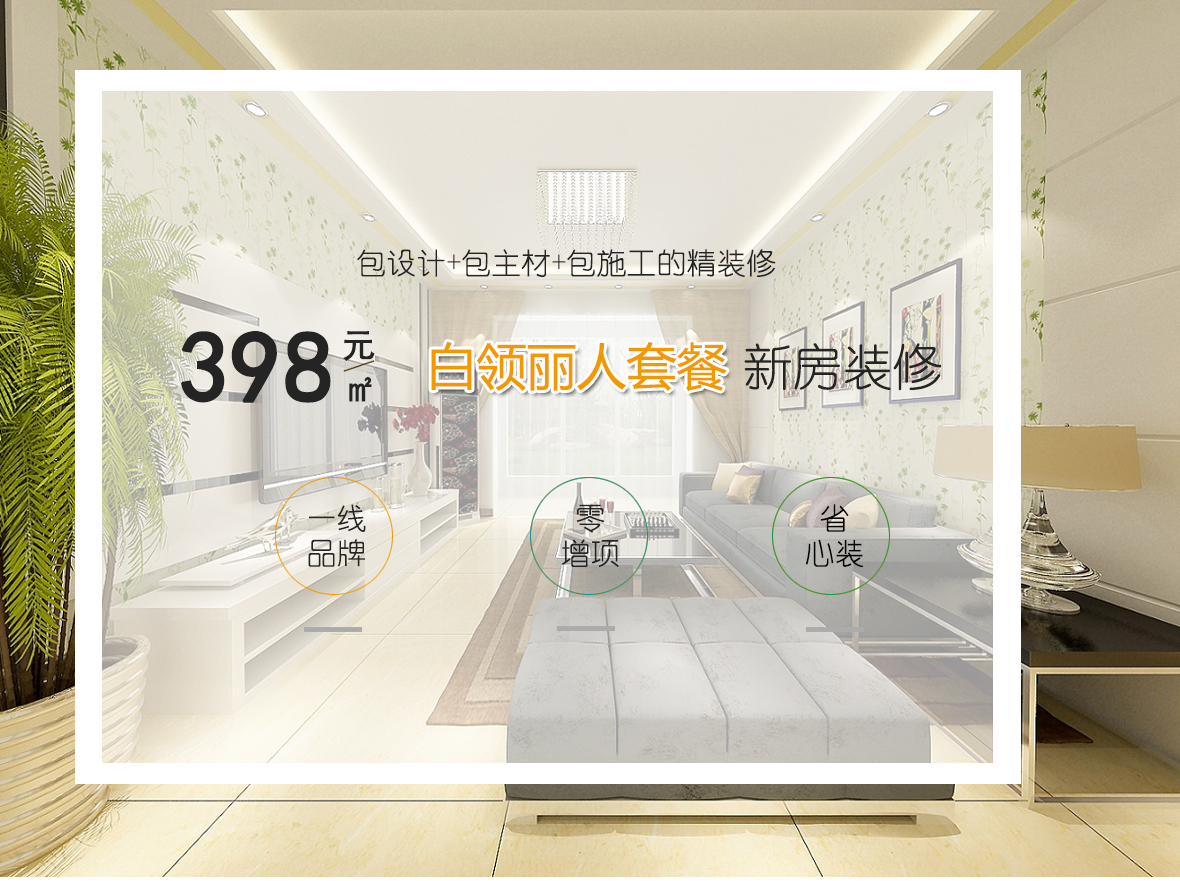 包设计+包主材+包施工的精装修
398元/㎡ 白领丽人套餐 新房装修
一线
品牌
零
增项
省
心装